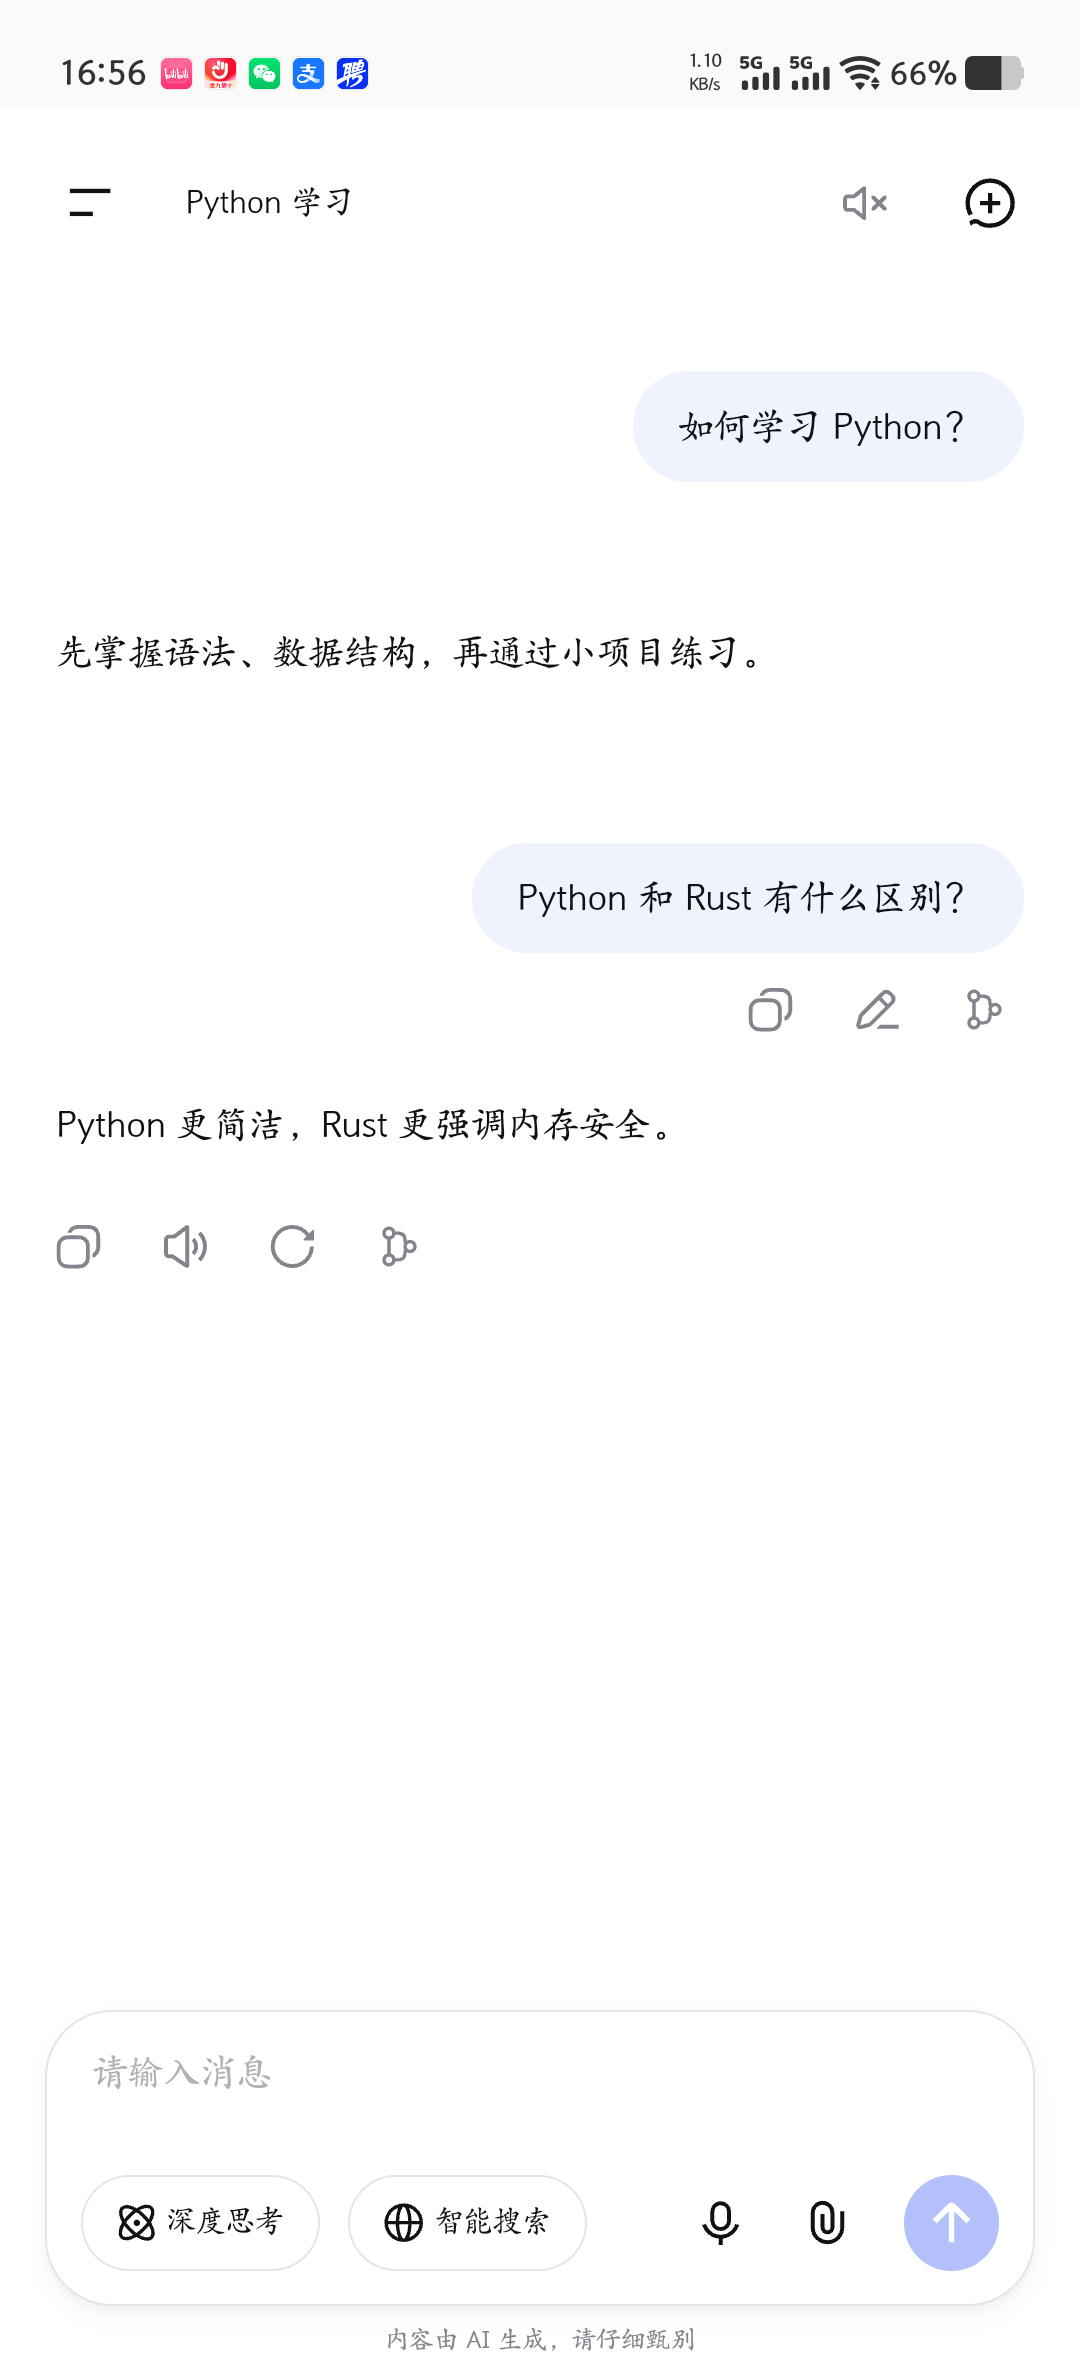 16:56
bilibili
聘
1.10
KB/s
5G
5G
66%
Python 学习
如何学习 Python？
先掌握语法、数据结构，再通过小项目练习。
Python 和 Rust 有什么区别？
Python 更简洁，Rust 更强调内存安全。
请输入消息
深度思考
智能搜索
内容由 AI 生成，请仔细甄别